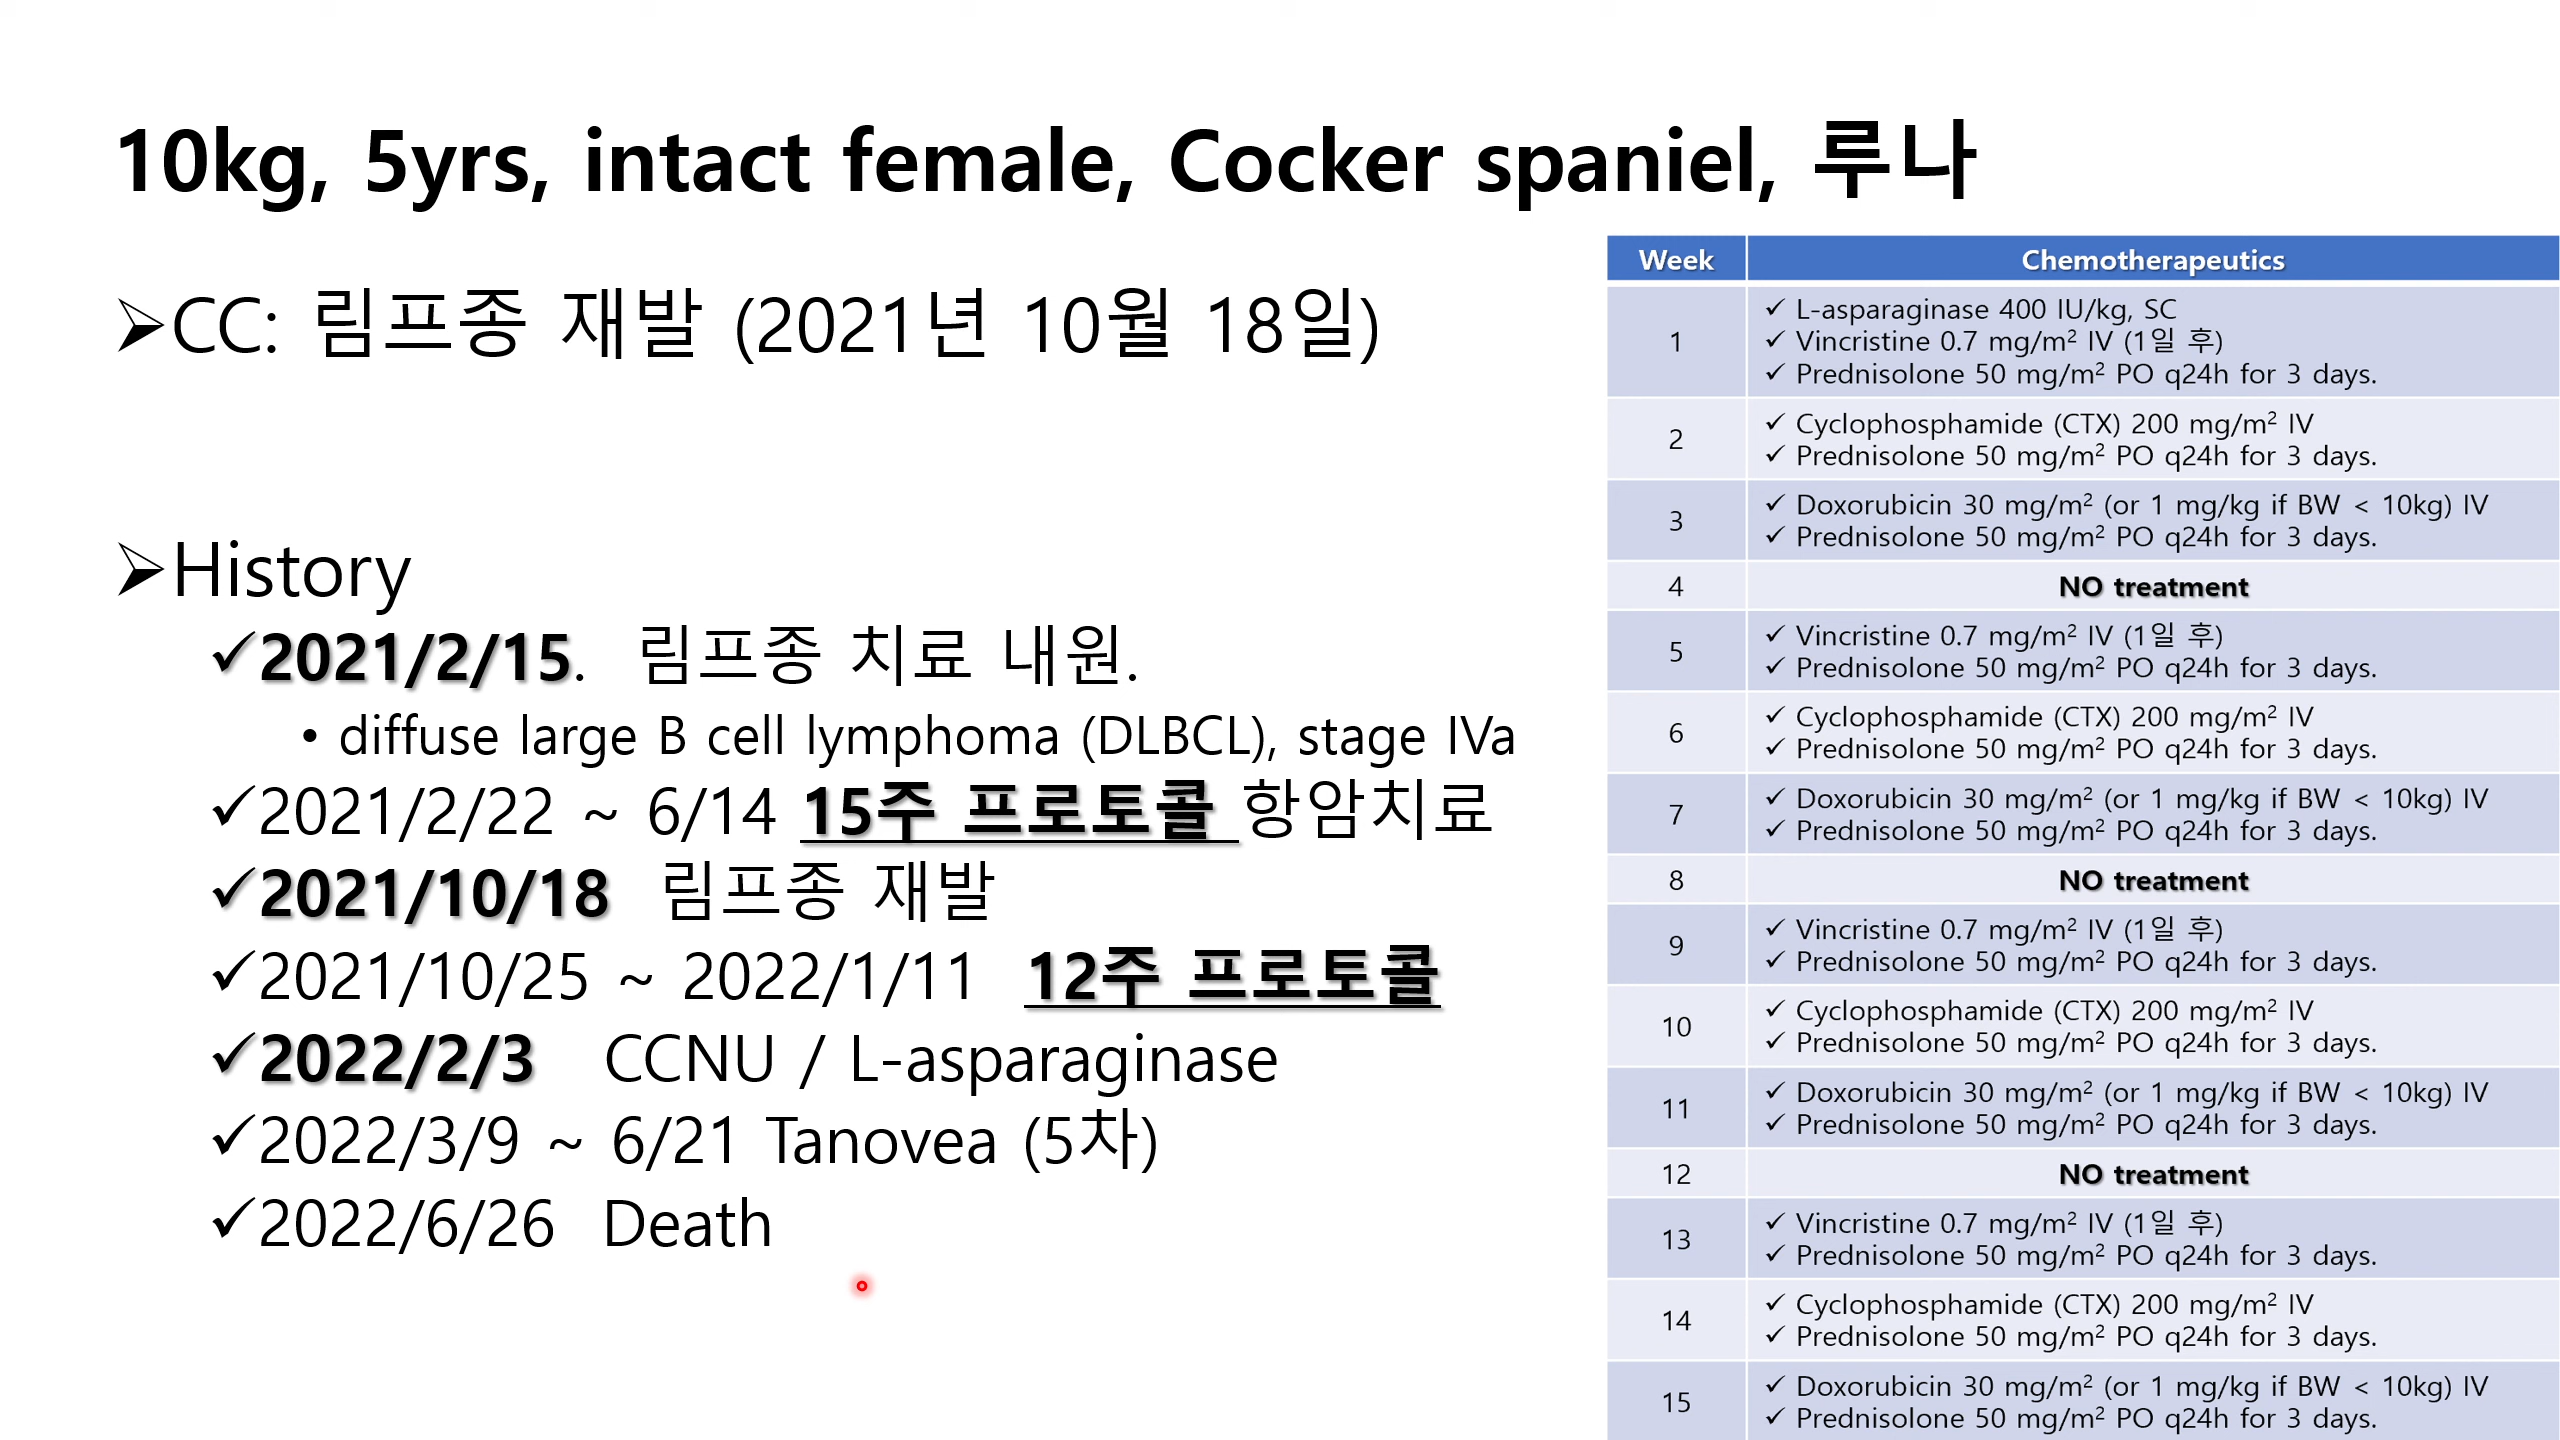 10kg, 5yrs, intact female, Cocker spaniel, 루나
➢CC: 림프종 재발 (2021년 10월 18일)
➢History
✓2021/2/15. 림프종 치료 내원.
• diffuse large B cell lymphoma (DLBCL), stage IVa
✓2021/2/22 ~ 6/14 15주 프로토콜 항암치료
✓2021/10/18 림프종 재발
✓2021/10/25 ~ 2022/1/11 12주 프로토콜
✓2022/2/3 CCNU / L-asparaginase
✓2022/3/9 ~ 6/21 Tanovea (5차)
✓2022/6/26 Death
Week Chemotherapeutics
1
✓ L-asparaginase 400 IU/kg, SC
✓ Vincristine 0.7 mg/m² IV (1일 후)
✓ Prednisolone 50 mg/m² PO q24h for 3 days.
2
✓ Cyclophosphamide (CTX) 200 mg/m² IV
✓ Prednisolone 50 mg/m² PO q24h for 3 days.
3
✓ Doxorubicin 30 mg/m² (or 1 mg/kg if BW < 10kg) IV
✓ Prednisolone 50 mg/m² PO q24h for 3 days.
4 NO treatment
5
✓ Vincristine 0.7 mg/m² IV (1일 후)
✓ Prednisolone 50 mg/m² PO q24h for 3 days.
6
✓ Cyclophosphamide (CTX) 200 mg/m² IV
✓ Prednisolone 50 mg/m² PO q24h for 3 days.
7
✓ Doxorubicin 30 mg/m² (or 1 mg/kg if BW < 10kg) IV
✓ Prednisolone 50 mg/m² PO q24h for 3 days.
8 NO treatment
9
✓ Vincristine 0.7 mg/m² IV (1일 후)
✓ Prednisolone 50 mg/m² PO q24h for 3 days.
10
✓ Cyclophosphamide (CTX) 200 mg/m² IV
✓ Prednisolone 50 mg/m² PO q24h for 3 days.
11
✓ Doxorubicin 30 mg/m² (or 1 mg/kg if BW < 10kg) IV
✓ Prednisolone 50 mg/m² PO q24h for 3 days.
12 NO treatment
13
✓ Vincristine 0.7 mg/m² IV (1일 후)
✓ Prednisolone 50 mg/m² PO q24h for 3 days.
14
✓ Cyclophosphamide (CTX) 200 mg/m² IV
✓ Prednisolone 50 mg/m² PO q24h for 3 days.
15
✓ Doxorubicin 30 mg/m² (or 1 mg/kg if BW < 10kg) IV
✓ Prednisolone 50 mg/m² PO q24h for 3 days.